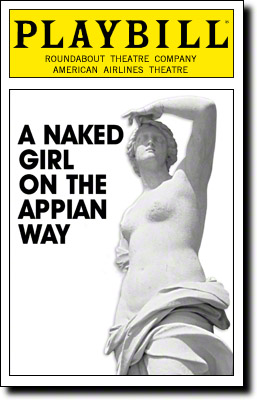 PLAYBILL
ROUNDABOUT THEATRE COMPANY
AMERICAN AIRLINES THEATRE
A NAKED
GIRL
ON THE
APPIAN
WAY